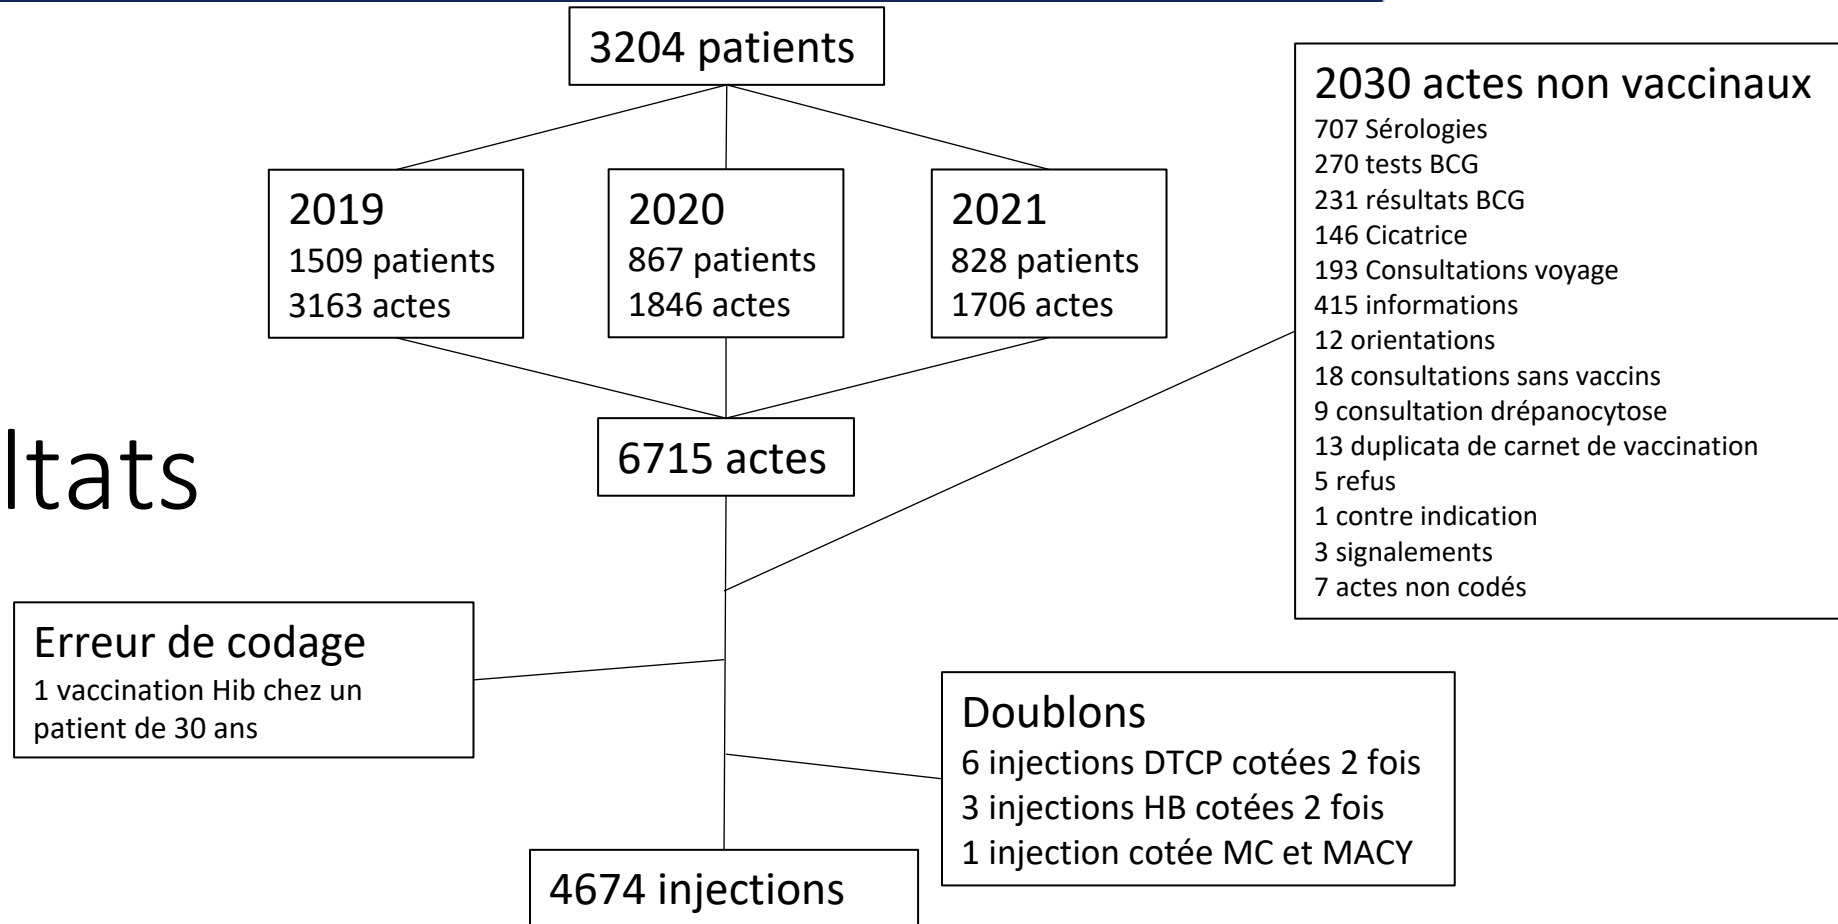 3204 patients
2019
1509 patients
3163 actes
2020
867 patients
1846 actes
2021
828 patients
1706 actes
6715 actes
ltats
2030 actes non vaccinaux
707 Sérologies
270 tests BCG
231 résultats BCG
146 Cicatrice
193 Consultations voyage
415 informations
12 orientations
18 consultations sans vaccins
9 consultation drépanocytose
13 duplicata de carnet de vaccination
5 refus
1 contre indication
3 signalements
7 actes non codés
Erreur de codage
1 vaccination Hib chez un
patient de 30 ans
Doublons
6 injections DTCP cotées 2 fois
3 injections HB cotées 2 fois
1 injection cotée MC et MACY
4674 injections